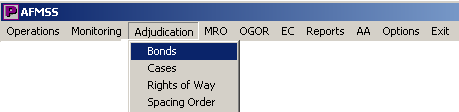 AFMSS
Operations Monitoring Adjudication MRO OGOR EC Reports AA Options Exit
Bonds
Cases
Rights of Way
Spacing Order